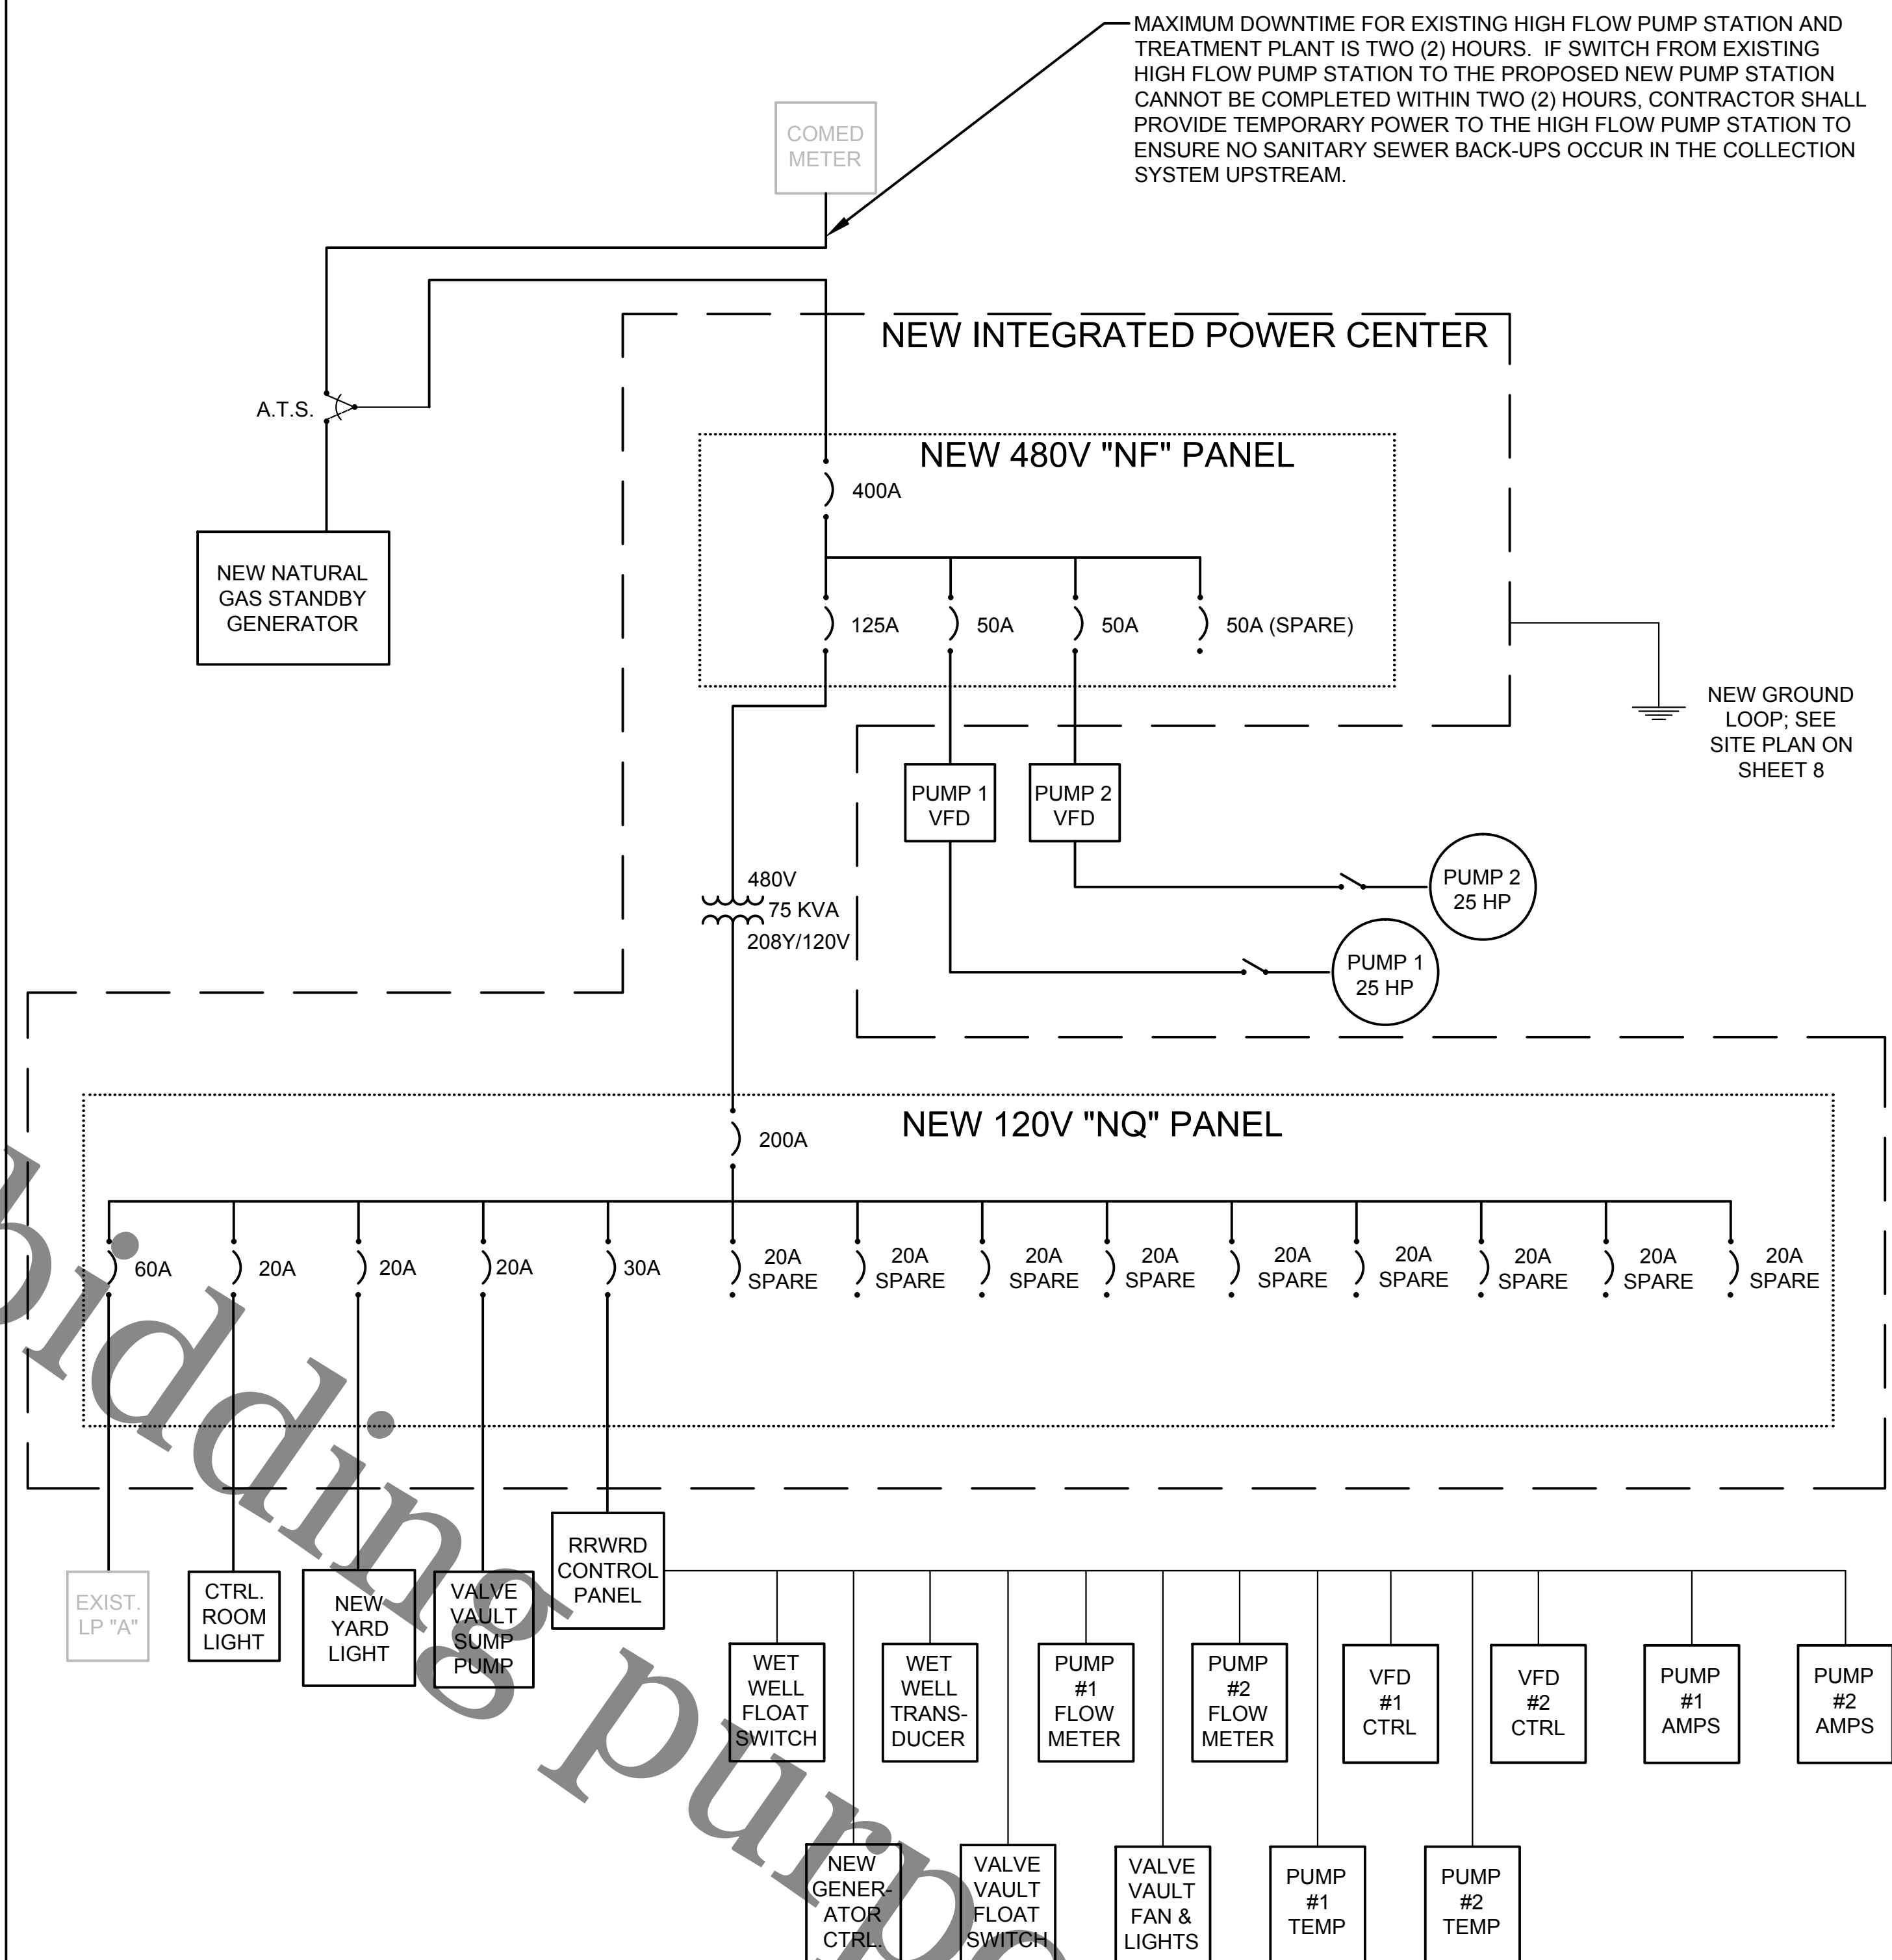 MAXIMUM DOWNTIME FOR EXISTING HIGH FLOW PUMP STATION AND
TREATMENT PLANT IS TWO (2) HOURS. IF SWITCH FROM EXISTING
HIGH FLOW PUMP STATION TO THE PROPOSED NEW PUMP STATION
CANNOT BE COMPLETED WITHIN TWO (2) HOURS, CONTRACTOR SHALL
PROVIDE TEMPORARY POWER TO THE HIGH FLOW PUMP STATION TO
ENSURE NO SANITARY SEWER BACK-UPS OCCUR IN THE COLLECTION
SYSTEM UPSTREAM.
COMED
METER
NEW INTEGRATED POWER CENTER
A.T.S.
NEW 480V "NF" PANEL
400A
NEW NATURAL
GAS STANDBY
GENERATOR
125A
50A
50A
50A (SPARE)
NEW GROUND
LOOP; SEE
SITE PLAN ON
SHEET 8
PUMP 1
VFD
PUMP 2
VFD
480V
75 KVA
208Y/120V
PUMP 2
25 HP
PUMP 1
25 HP
NEW 120V "NQ" PANEL
200A
60A
20A
20A
20A
30A
20A
SPARE
20A
SPARE
20A
SPARE
20A
SPARE
20A
SPARE
20A
SPARE
20A
SPARE
20A
SPARE
20A
SPARE
EXIST.
LP "A"
CTRL.
ROOM
LIGHT
NEW
YARD
LIGHT
VALVE
VAULT
SUMP
PUMP
RRWRD
CONTROL
PANEL
WET
WELL
FLOAT
SWITCH
WET
WELL
TRANS-
DUCER
PUMP
#1
FLOW
METER
PUMP
#2
FLOW
METER
VFD
#1
CTRL
VFD
#2
CTRL
PUMP
#1
AMPS
PUMP
#2
AMPS
NEW
GENER-
ATOR
CTRL.
VALVE
VAULT
FLOAT
SWITCH
VALVE
VAULT
FAN &
LIGHTS
PUMP
#1
TEMP
PUMP
#2
TEMP
bidding purpo